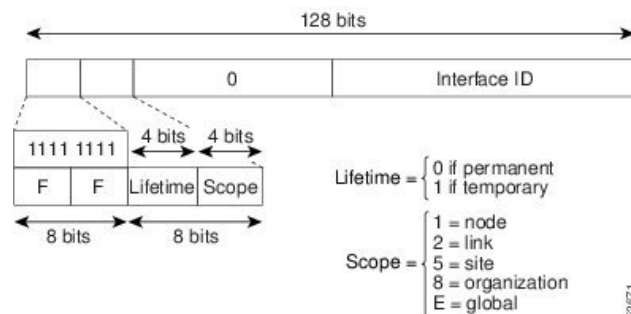 128 bits
0 Interface ID
4 bits 4 bits
1111 1111
F F Lifetime Scope
8 bits 8 bits
Lifetime = 0 if permanent
1 if temporary
Scope = 1 = node
2 = link
5 = site
8 = organization
E = global